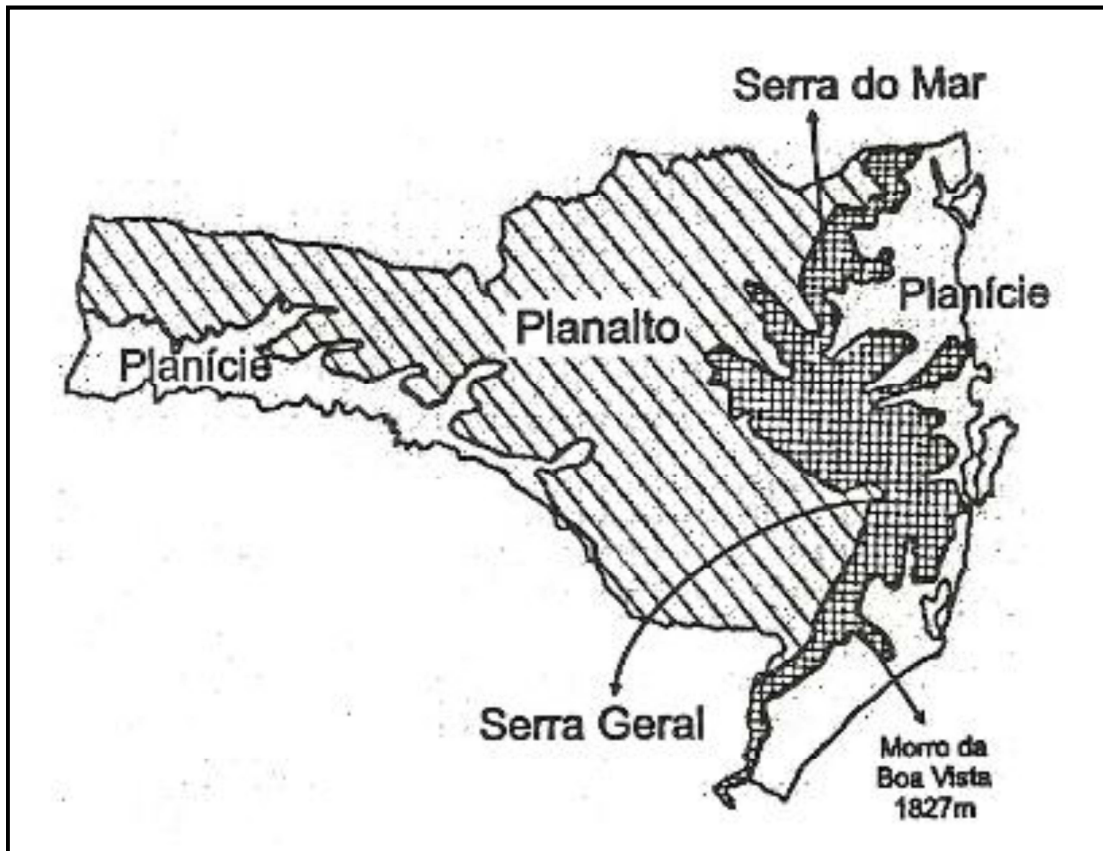 Serra do Mar
Planície
Planalto
Planície
Serra Geral
Morro da
Boa Vista
1827m